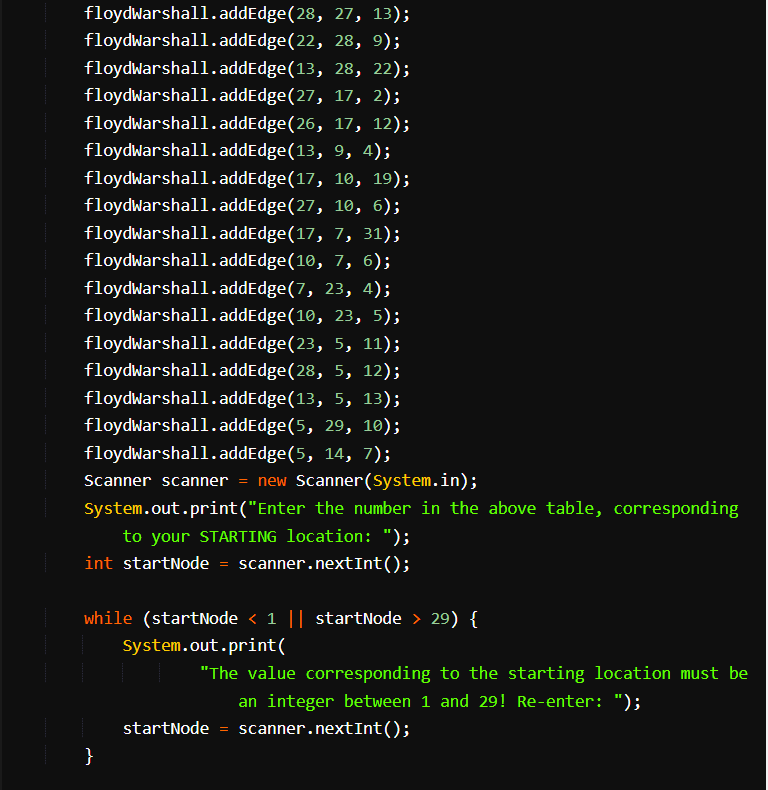 floydWarshall.addEdge(28, 27, 13);
floydWarshall.addEdge(22, 28, 9);
floydWarshall.addEdge(13, 28, 22);
floydWarshall.addEdge(27, 17, 2);
floydWarshall.addEdge(26, 17, 12);
floydWarshall.addEdge(13, 9, 4);
floydWarshall.addEdge(17, 10, 19);
floydWarshall.addEdge(27, 10, 6);
floydWarshall.addEdge(17, 7, 31);
floydWarshall.addEdge(10, 7, 6);
floydWarshall.addEdge(7, 23, 4);
floydWarshall.addEdge(10, 23, 5);
floydWarshall.addEdge(23, 5, 11);
floydWarshall.addEdge(28, 5, 12);
floydWarshall.addEdge(13, 5, 13);
floydWarshall.addEdge(5, 29, 10);
floydWarshall.addEdge(5, 14, 7);
Scanner scanner = new Scanner(System.in);
System.out.print("Enter the number in the above table, corresponding
to your STARTING location: ");
int startNode = scanner.nextInt();
while (startNode < 1 || startNode > 29) {
System.out.print(
"The value corresponding to the starting location must be
an integer between 1 and 29! Re-enter: ");
startNode = scanner.nextInt();
}